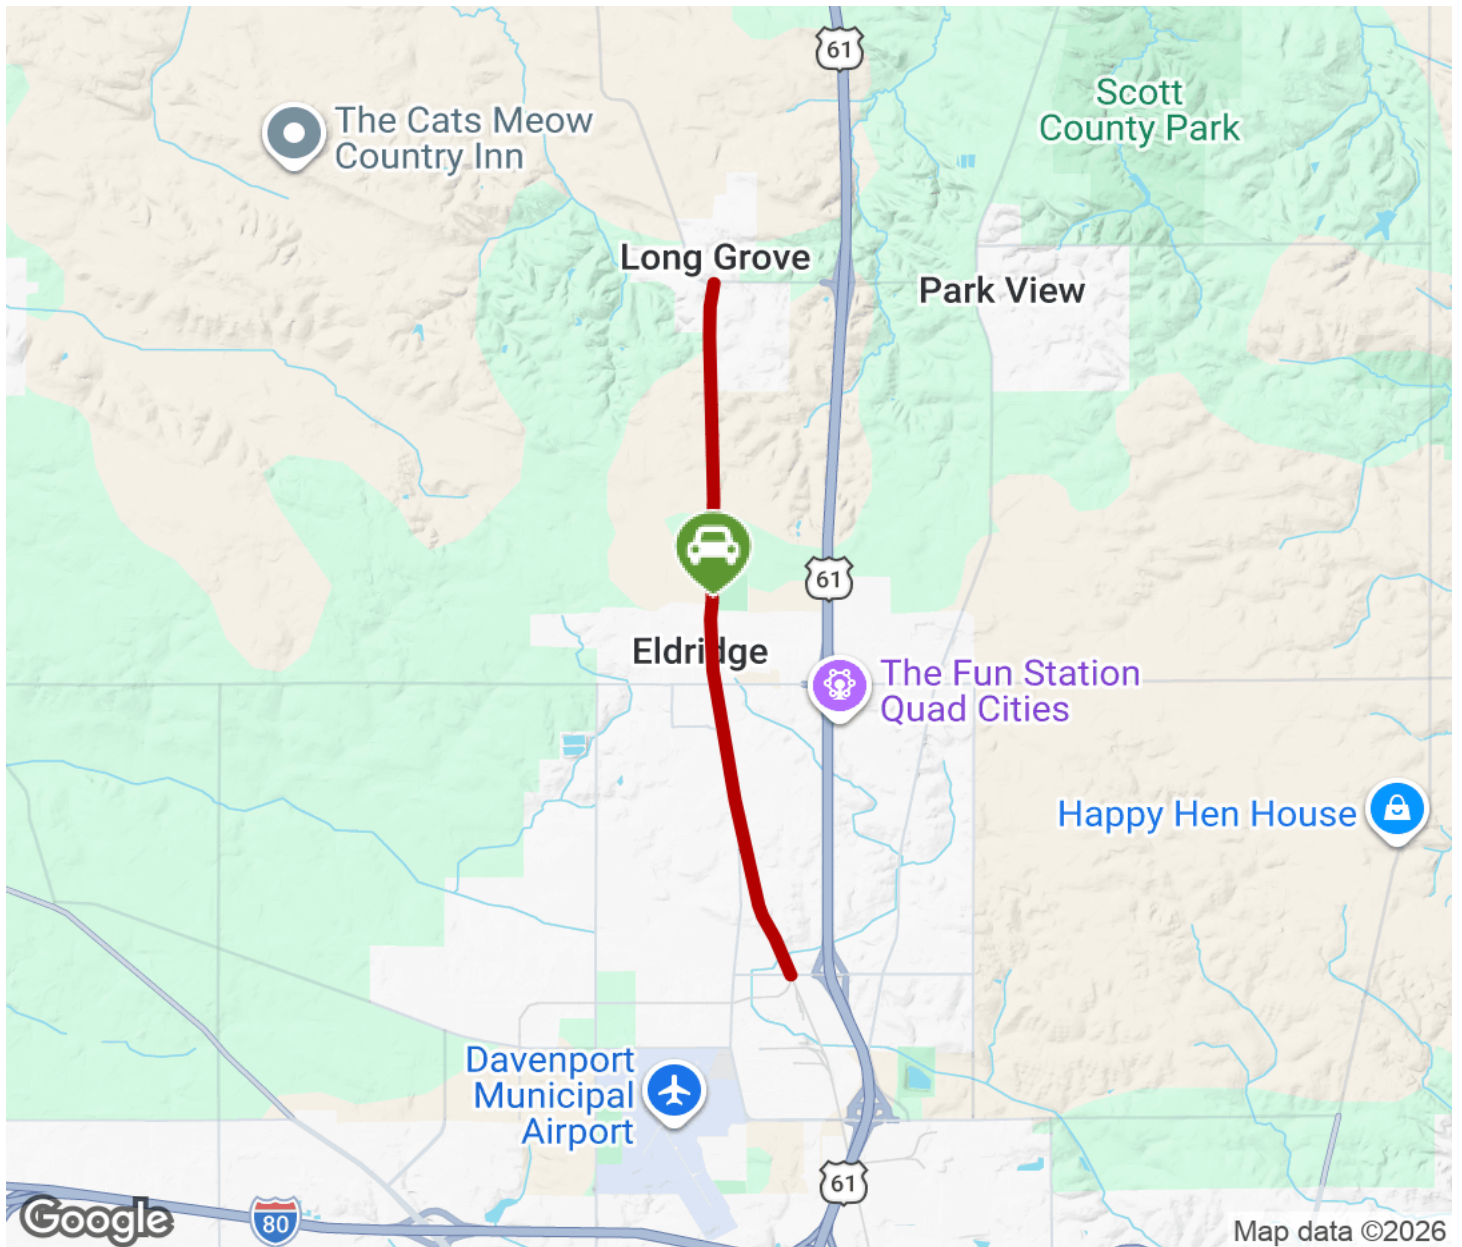 61
Scott
County Park
The Cats Meow
Country Inn
Long Grove
Park View
61
Eldridge
The Fun Station
Quad Cities
Happy Hen House
Davenport
Municipal
Airport
61
80
Google
Map data ©2026